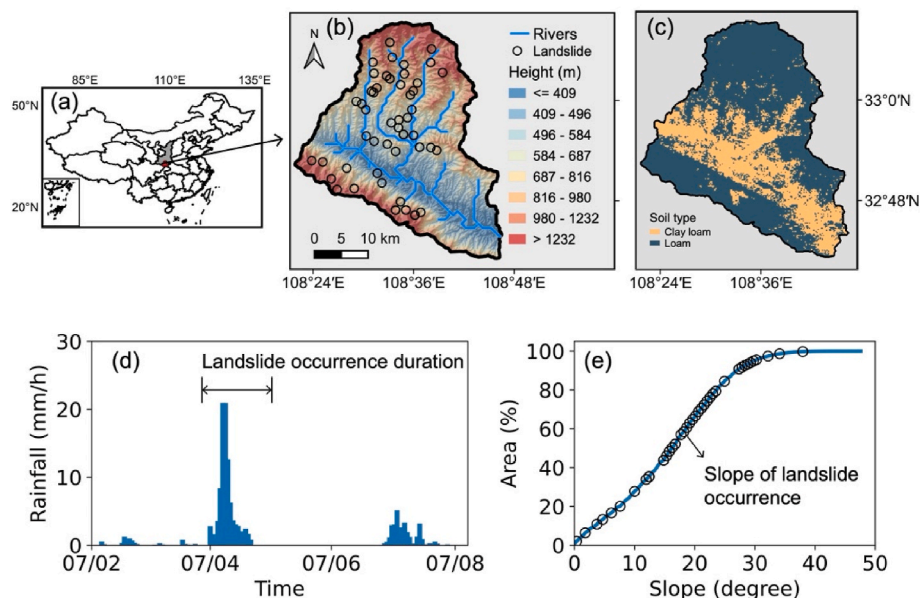 85°E 110°E 135°E
50°N
20°N
(a)
(b)
N
Rivers
Landslide
Height (m)
<= 409
409 - 496
496 - 584
584 - 687
687 - 816
816 - 980
980 - 1232
> 1232
0 5 10 km
108°24′E 108°36′E 108°48′E
(c)
33°0′N
32°48′N
Soil type
Clay loam
Loam
108°24′E 108°36′E
(d)
Landslide occurrence duration
Rainfall (mm/h)
30
20
10
0
07/02 07/04 07/06 07/08
Time
(e)
Area (%)
100
80
60
40
20
0
Slope of landslide
occurrence
0 10 20 30 40 50
Slope (degree)